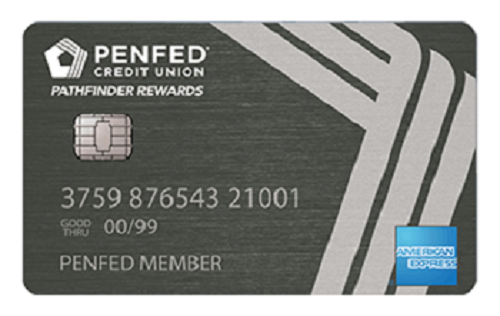 PENFED
CREDIT UNION
PATHFINDER REWARDS
3759 876543 21001
GOOD
THRU 00/99
PENFED MEMBER
AMERICAN
EXPRESS